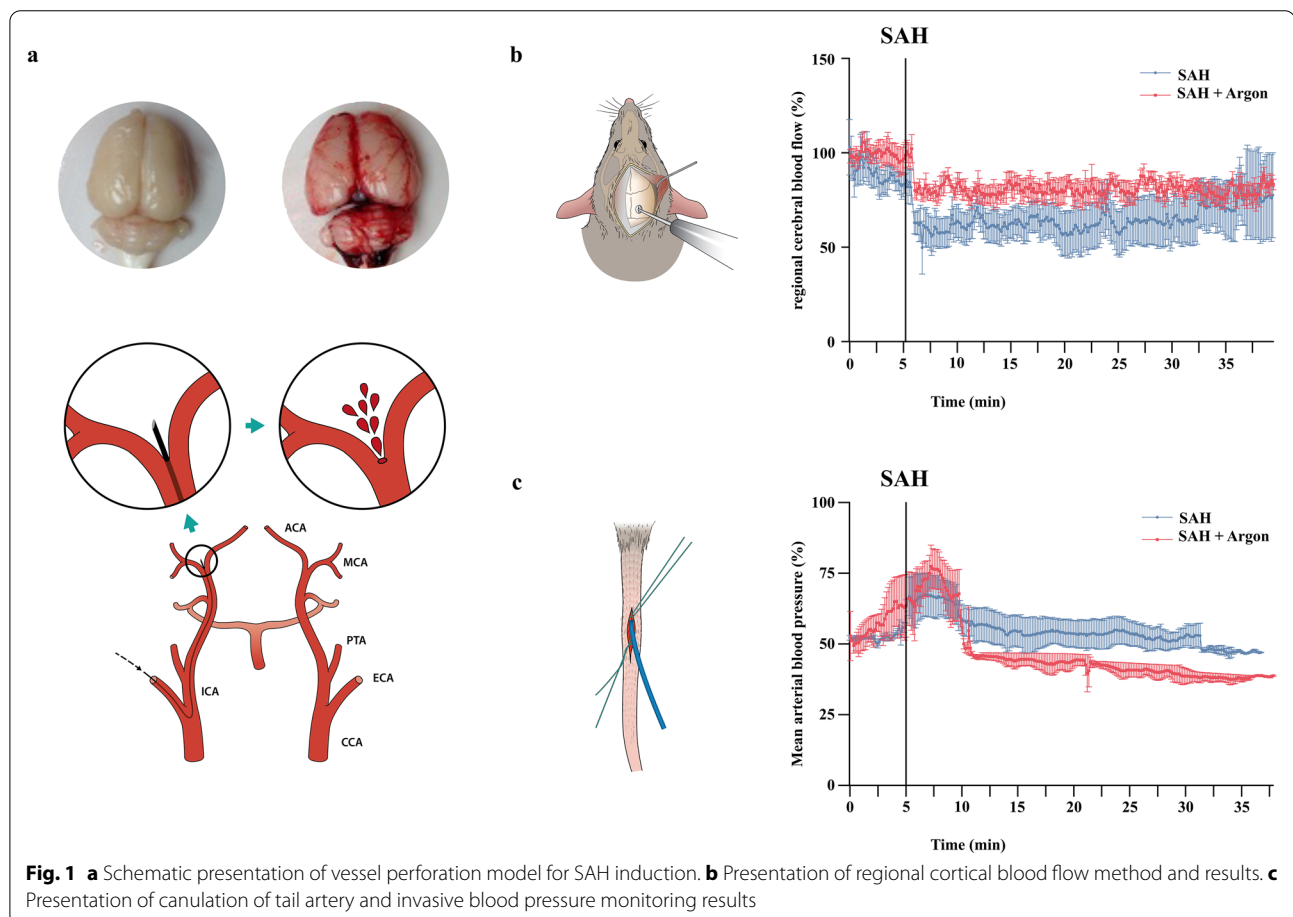 a
b
SAH
150
100
50
0
regional cerebral blood flow (%)
SAH
SAH + Argon
0 5 10 15 20 25 30 35
Time (min)
ACA
MCA
PTA
ECA
ICA
CCA
c
SAH
100
75
50
25
0
Mean arterial blood pressure (%)
SAH
SAH + Argon
0 5 10 15 21 25 31 35
Time (min)
Fig. 1 a Schematic presentation of vessel perforation model for SAH induction. b Presentation of regional cortical blood flow method and results. c
Presentation of canulation of tail artery and invasive blood pressure monitoring results